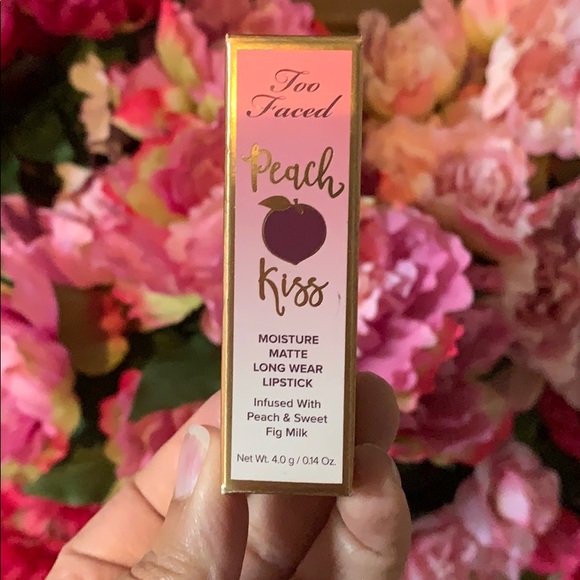 Too
Faced
Peach
Kiss
MOISTURE
MATTE
LONG WEAR
LIPSTICK
Infused With
Peach & Sweet
Fig Milk
Net Wt. 4.0 g / 0.14 Oz.